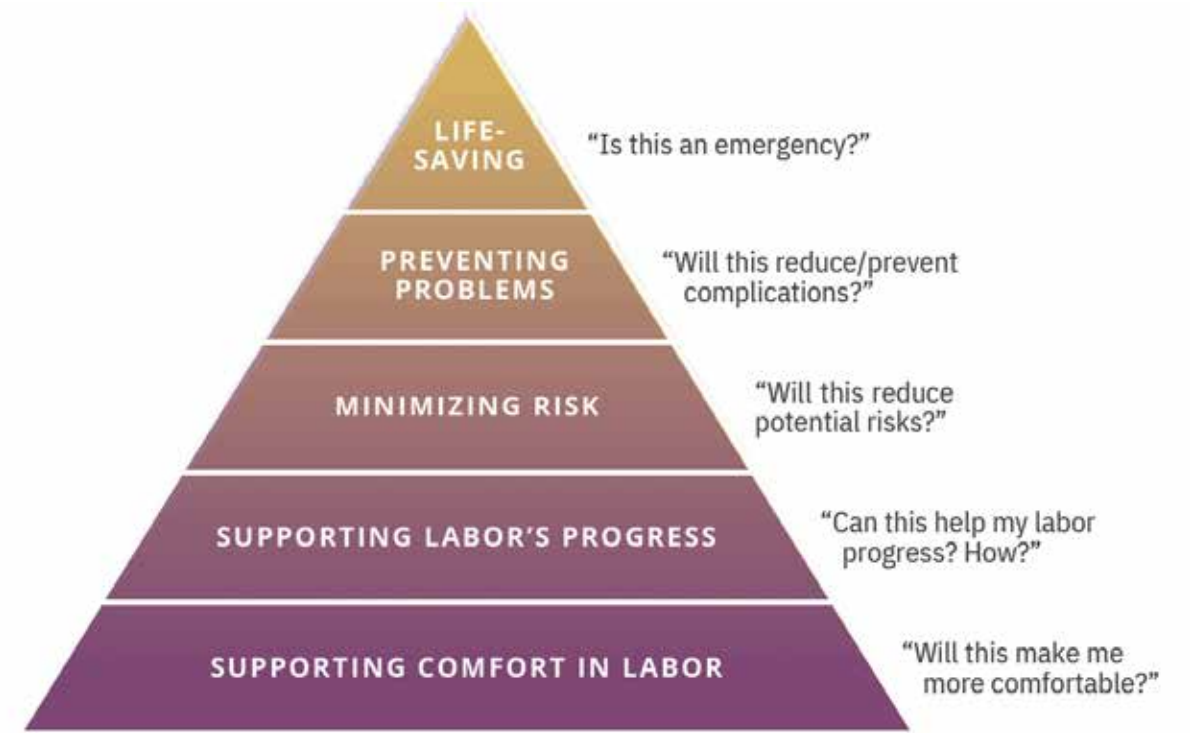 LIFE-
SAVING
“Is this an emergency?”
PREVENTING
PROBLEMS
“Will this reduce/prevent
complications?”
MINIMIZING RISK
“Will this reduce
potential risks?”
SUPPORTING LABOR’S PROGRESS
“Can this help my labor
progress? How?”
SUPPORTING COMFORT IN LABOR
“Will this make me
more comfortable?”